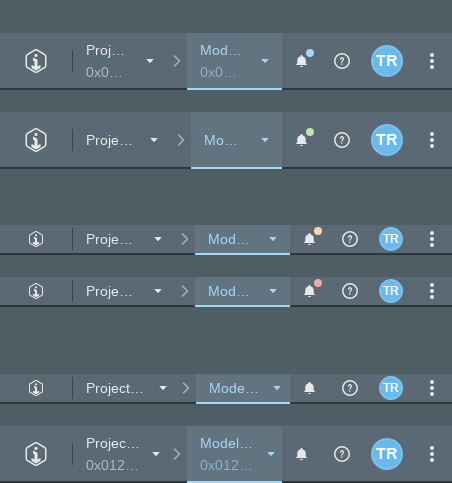 Proj… Mod… TR
0x0… 0x0…
Proje… Mo… TR
Proje… Mod… TR
Proje… Mod… TR
Project… Mode… TR
Projec… Model… TR
0x012… 0x012…